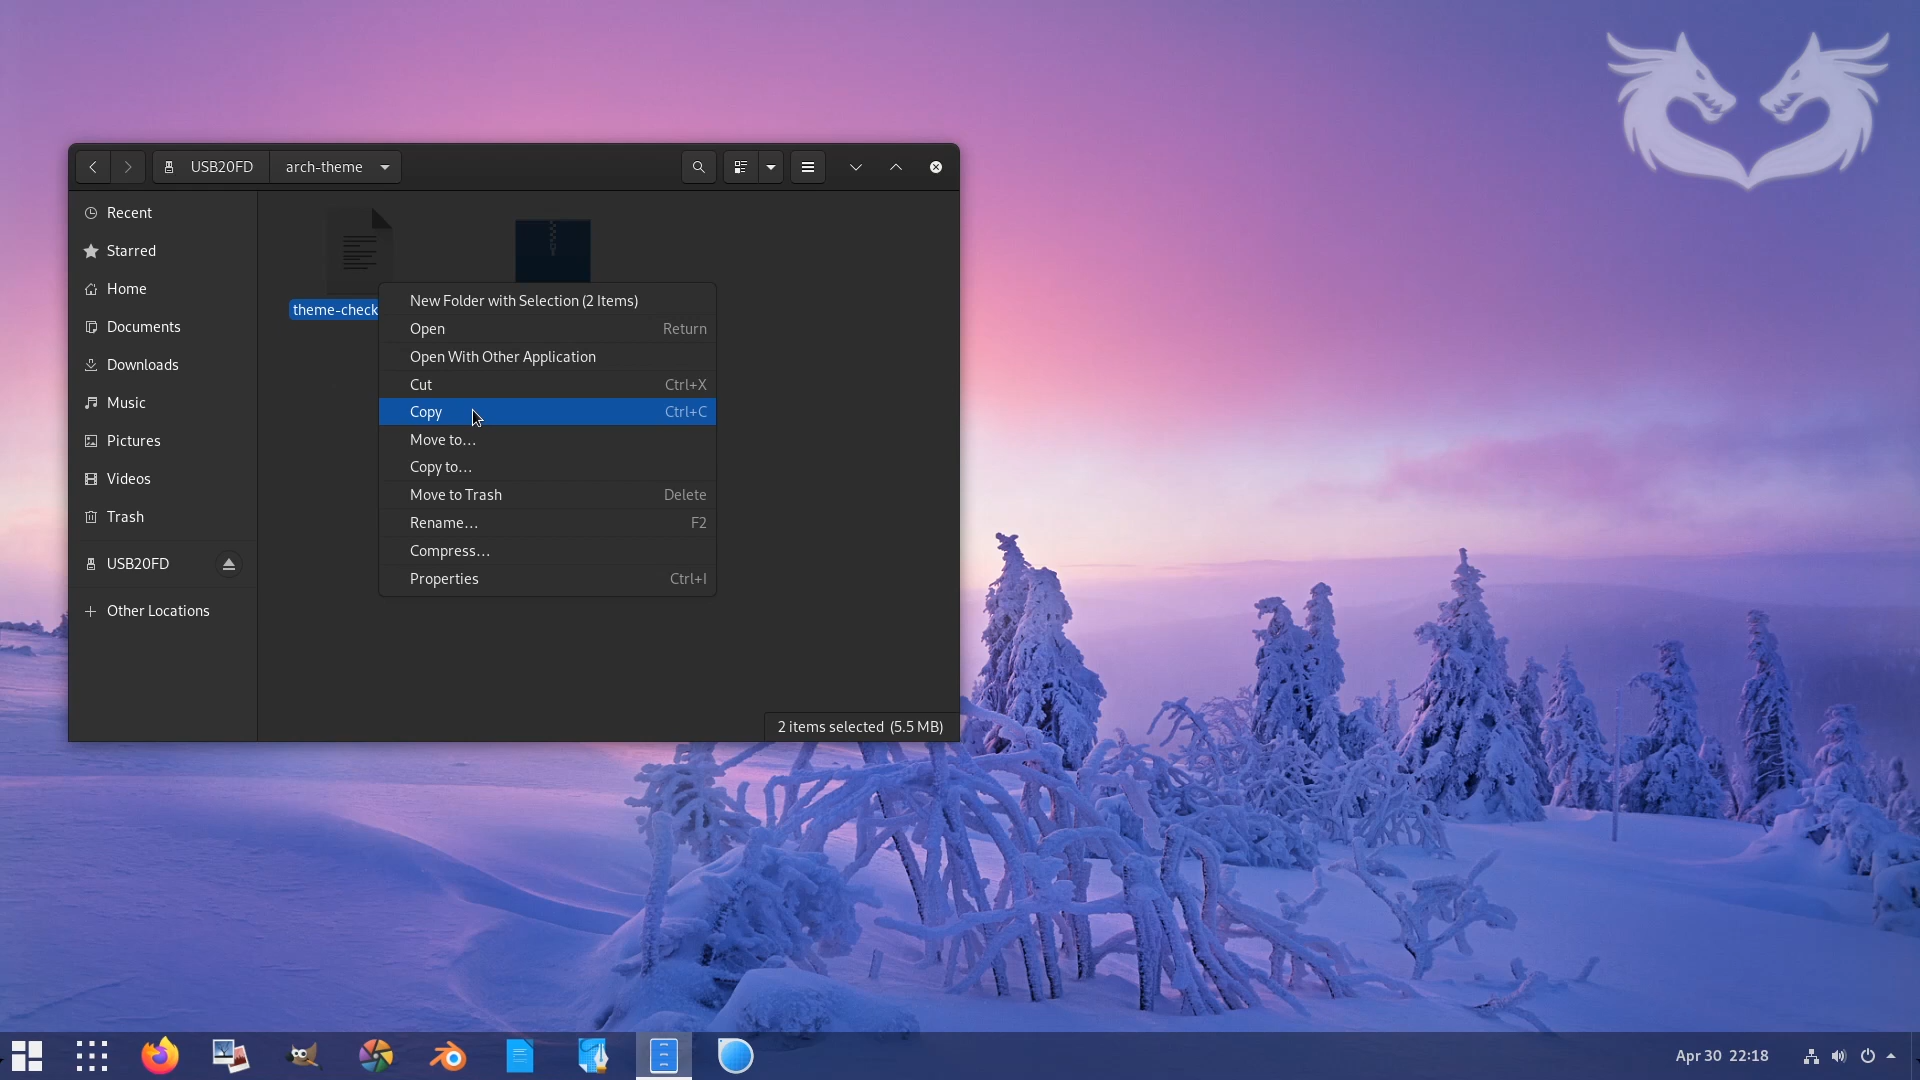 USB20FD arch-theme
Recent
Starred
Home
Documents
Downloads
Music
Pictures
Videos
Trash
USB20FD
Other Locations
theme-check
New Folder with Selection (2 Items)
Open Return
Open With Other Application
Cut Ctrl+X
Copy Ctrl+C
Move to…
Copy to…
Move to Trash Delete
Rename… F2
Compress…
Properties Ctrl+I
2 items selected (5.5 MB)
Apr 30 22:18